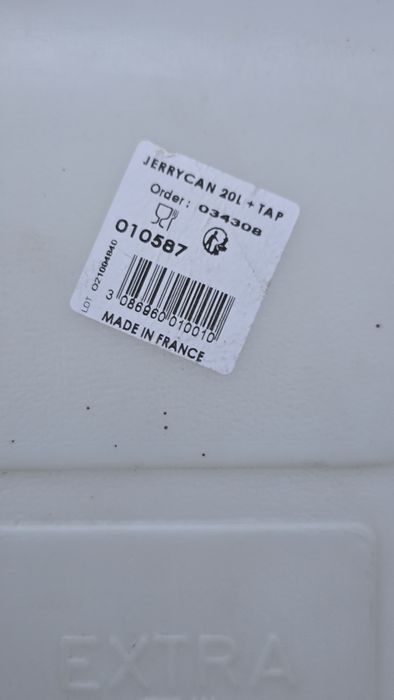 JERRYCAN 20L + TAP
Order: 034308
010587
LOT 021004840
3 086960 010010
MADE IN FRANCE
EXTRA